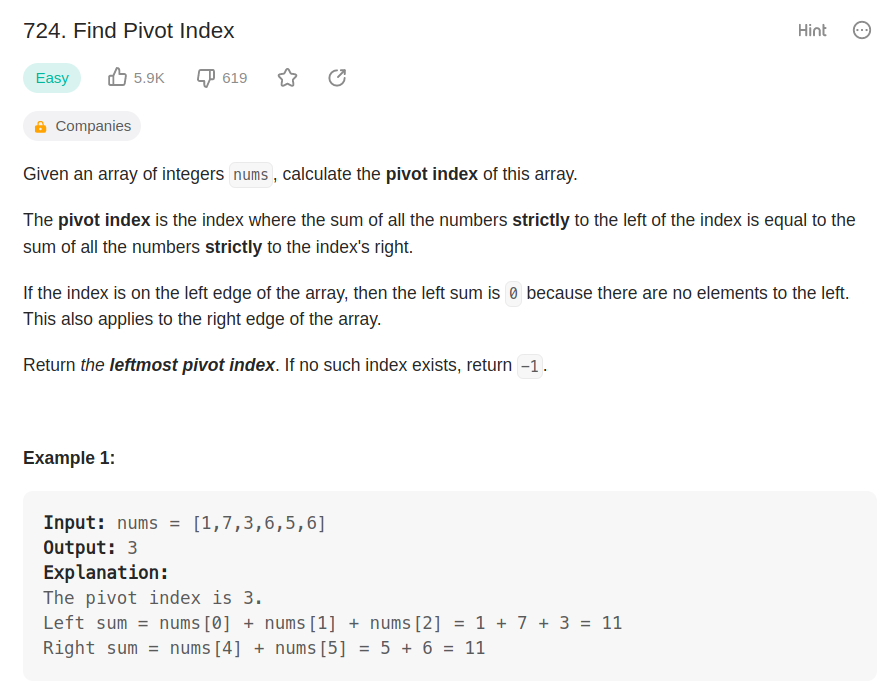 724. Find Pivot Index
Hint
Easy
5.9K
619
Companies
Given an array of integers nums, calculate the pivot index of this array.
The pivot index is the index where the sum of all the numbers strictly to the left of the index is equal to the
sum of all the numbers strictly to the index's right.
If the index is on the left edge of the array, then the left sum is 0 because there are no elements to the left.
This also applies to the right edge of the array.
Return the leftmost pivot index. If no such index exists, return -1.
Example 1:
Input: nums = [1,7,3,6,5,6]
Output: 3
Explanation:
The pivot index is 3.
Left sum = nums[0] + nums[1] + nums[2] = 1 + 7 + 3 = 11
Right sum = nums[4] + nums[5] = 5 + 6 = 11